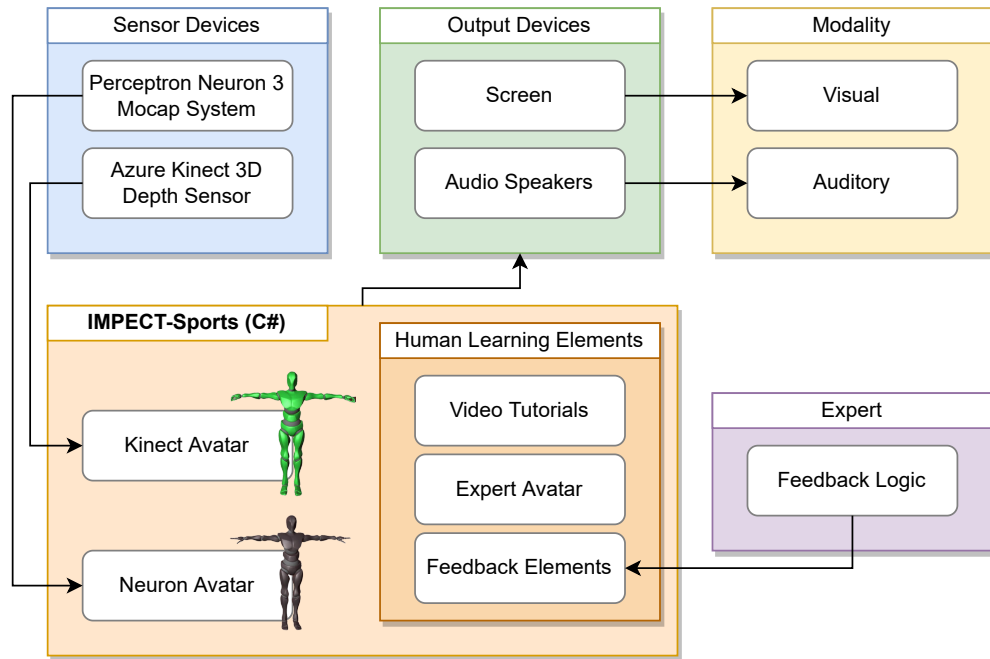 Sensor Devices
Perceptron Neuron 3
Mocap System
Azure Kinect 3D
Depth Sensor
Output Devices
Screen
Audio Speakers
Modality
Visual
Auditory
IMPECT-Sports (C#)
Kinect Avatar
Neuron Avatar
Human Learning Elements
Video Tutorials
Expert Avatar
Feedback Elements
Expert
Feedback Logic